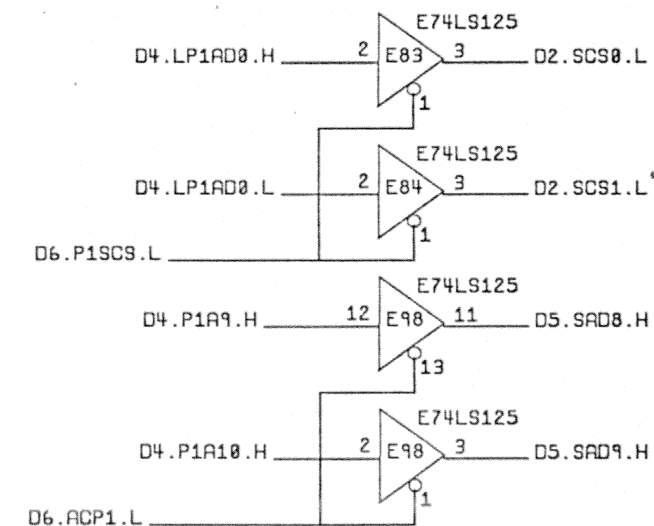 E74LS125
D4.LP1AD0.H 2 E83 3 D2.SCS0.L
1
E74LS125
D4.LP1AD0.L 2 E84 3 D2.SCS1.L
1
D6.P1SCS.L
E74LS125
D4.P1A9.H 12 E98 11 D5.SAD8.H
13
E74LS125
D4.P1A10.H 2 E98 3 D5.SAD9.H
1
D6.ACP1.L